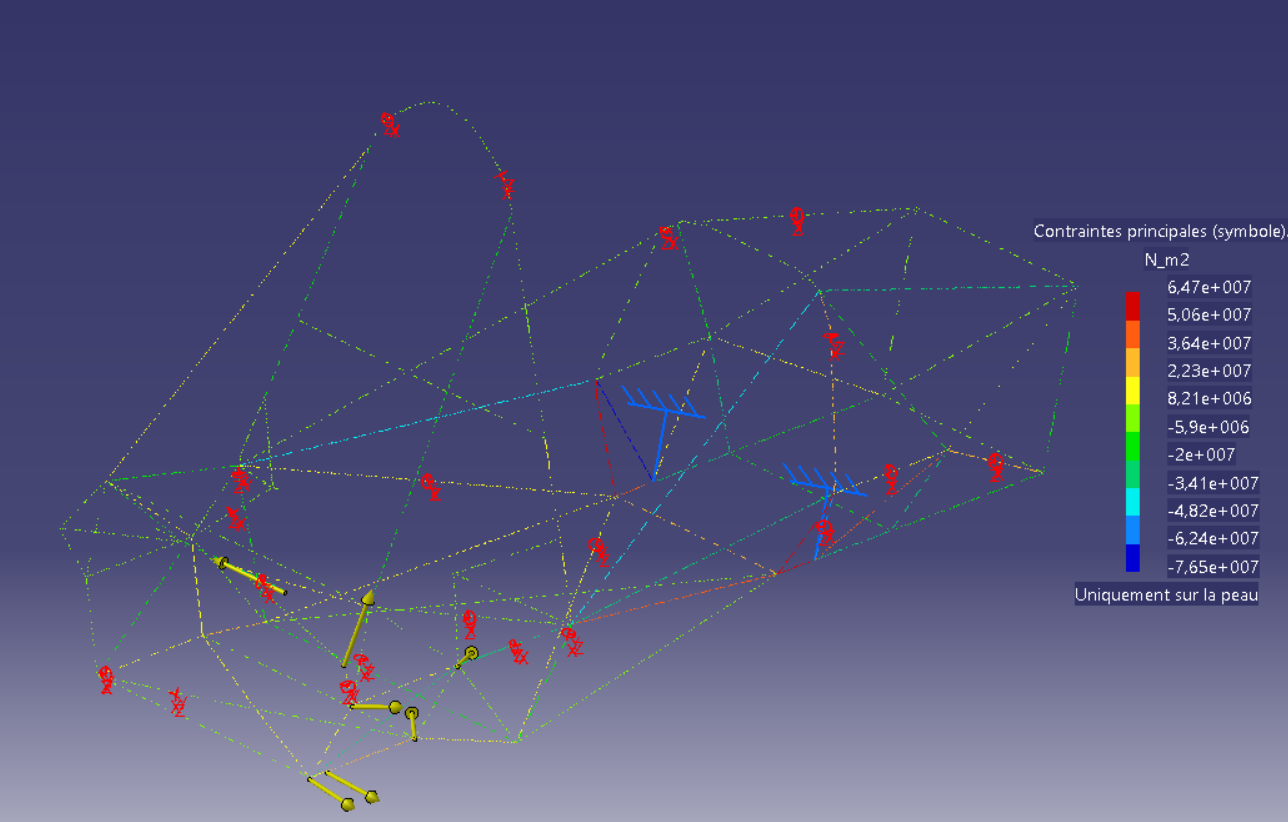 Contraintes principales (symbole).
N_m2
6,47e+007
5,06e+007
3,64e+007
2,23e+007
8,21e+006
-5,9e+006
-2e+007
-3,41e+007
-4,82e+007
-6,24e+007
-7,65e+007
Uniquement sur la peau